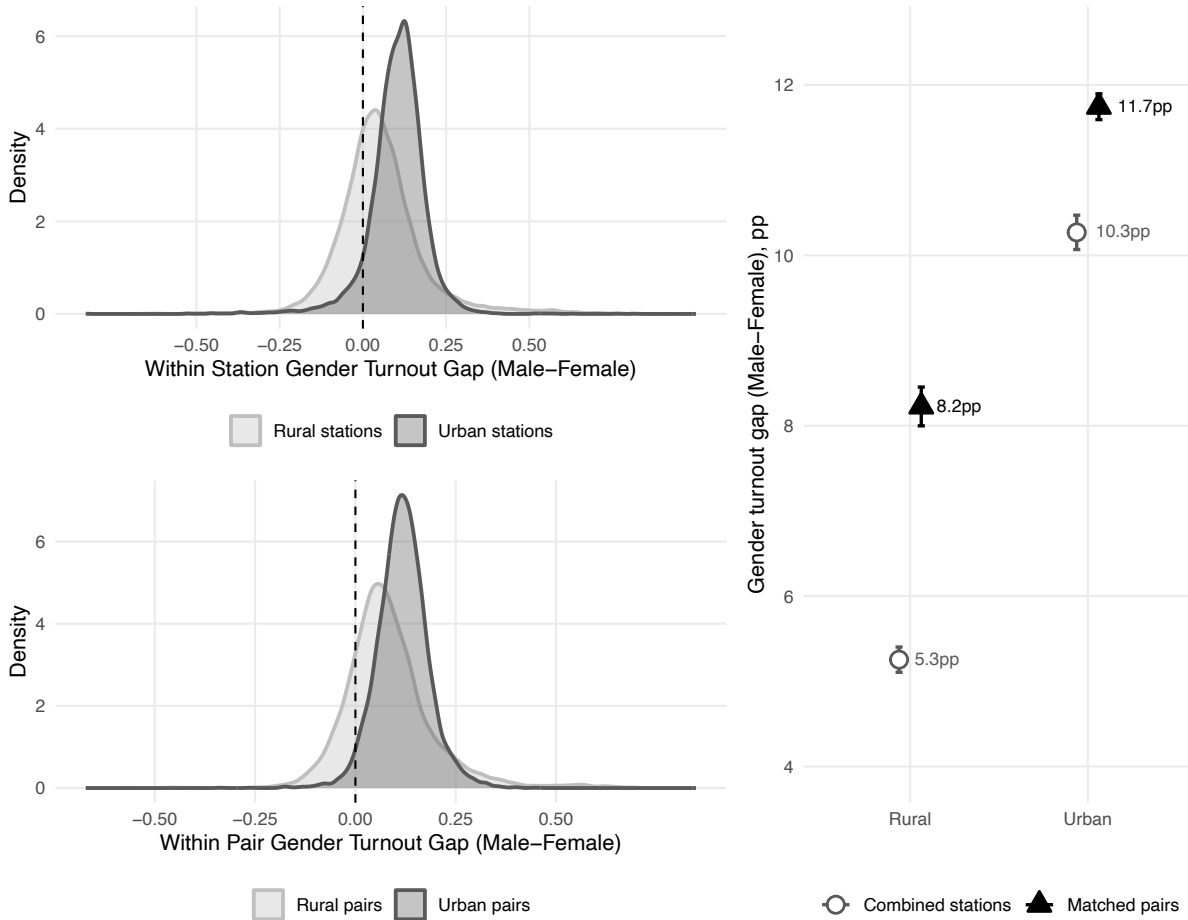 6
4
2
0
Density
−0.50
−0.25
0.00
0.25
0.50
Within Station Gender Turnout Gap (Male−Female)
Rural stations
Urban stations
6
4
2
0
Density
−0.50
−0.25
0.00
0.25
0.50
Within Pair Gender Turnout Gap (Male−Female)
Rural pairs
Urban pairs
12
10
8
6
4
Gender turnout gap (Male−Female), pp
11.7pp
10.3pp
8.2pp
5.3pp
Rural
Urban
Combined stations
Matched pairs